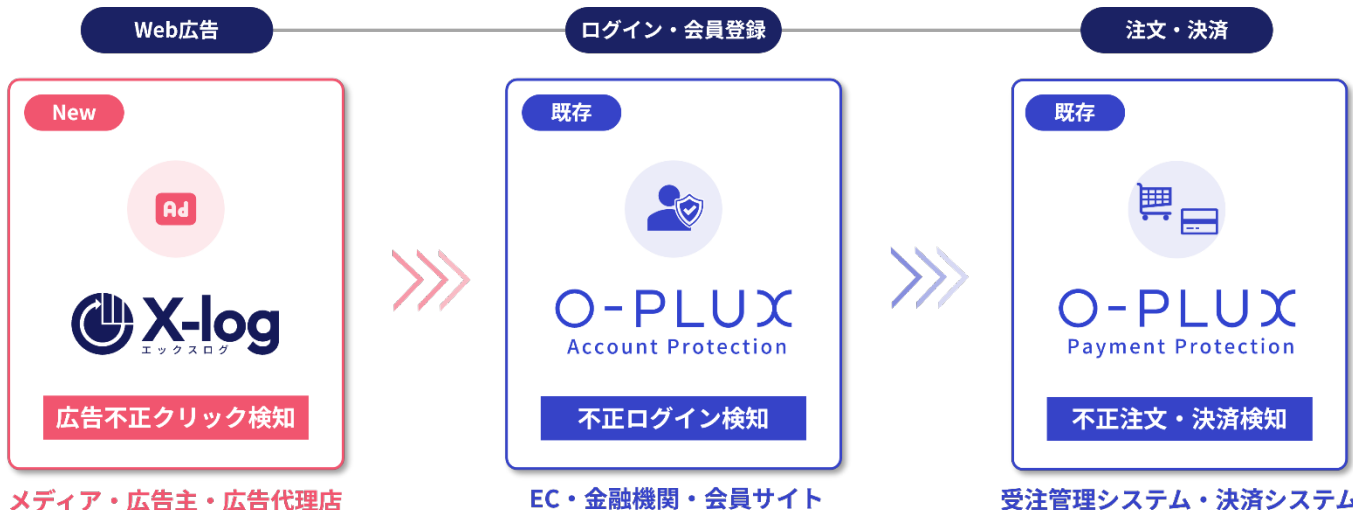 Web広告
ログイン・会員登録
注文・決済
New
Ad
X-log
エックスログ
広告不正クリック検知
メディア・広告主・広告代理店
既存
O-PLUX
Account Protection
不正ログイン検知
EC・金融機関・会員サイト
既存
O-PLUX
Payment Protection
不正注文・決済検知
受注管理システム・決済システム